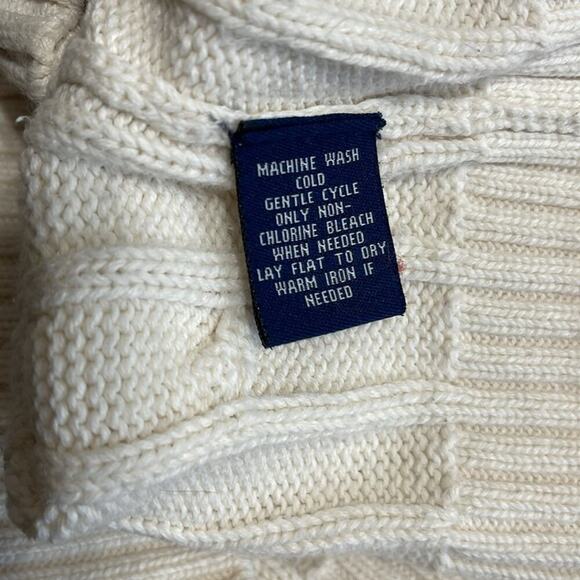 MACHINE WASH
COLD
GENTLE CYCLE
ONLY NON-
CHLORINE BLEACH
WHEN NEEDED
LAY FLAT TO DRY
WARM IRON IF
NEEDED